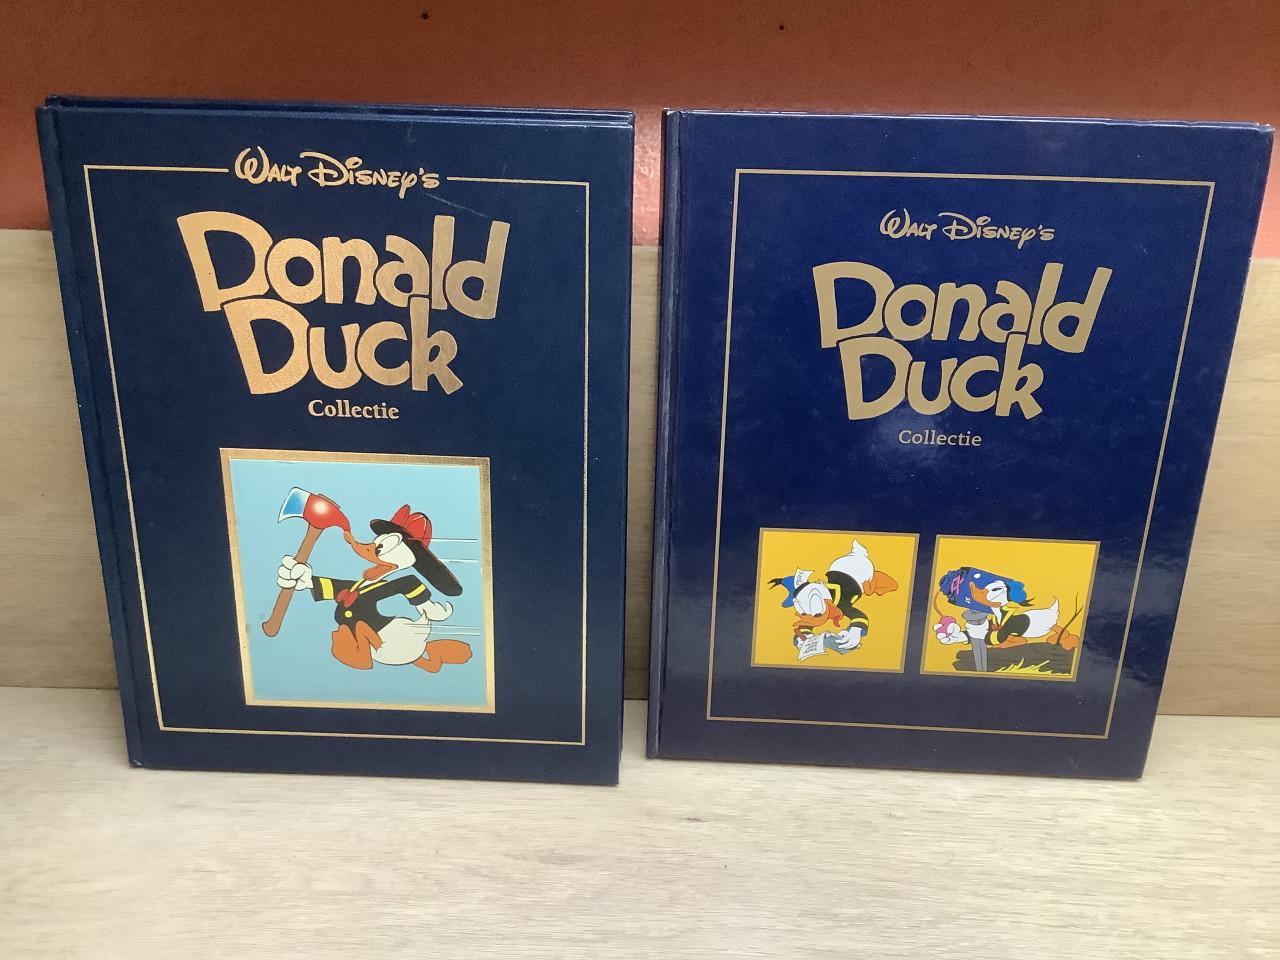 Walt Disney's
Donald
Duck
Collectie
Walt Disney's
Donald
Duck
Collectie